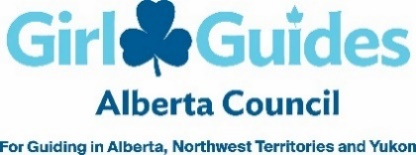 Girl Guides
Alberta Council
For Guiding in Alberta, Northwest Territories and Yukon